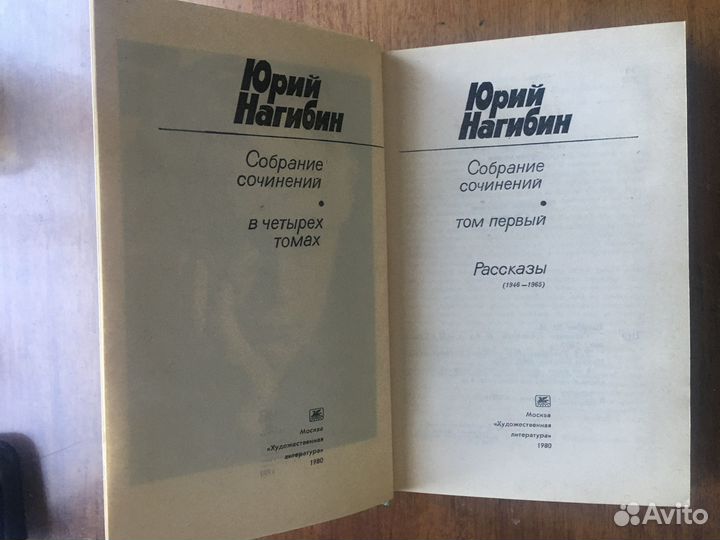 Юрий
Нагибин
Собрание
сочинений
•
в четырех
томах
Москва
«Художественная
литература»
1980
Юрий
Нагибин
Собрание
сочинений
•
том первый
Рассказы
(1946—1965)
Москва
«Художественная
литература»
1980
Avito